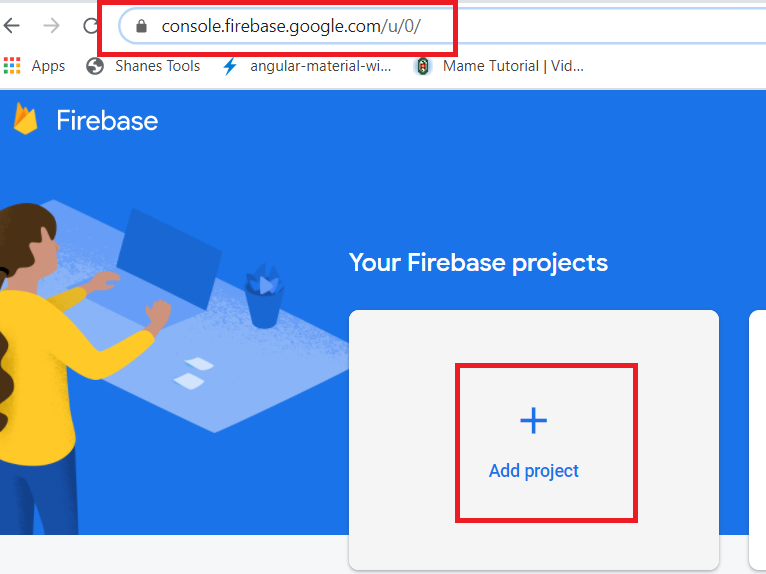 console.firebase.google.com/u/0/
Apps Shanes Tools angular-material-wi... Mame Tutorial | Vid...
Firebase
Your Firebase projects
+
Add project